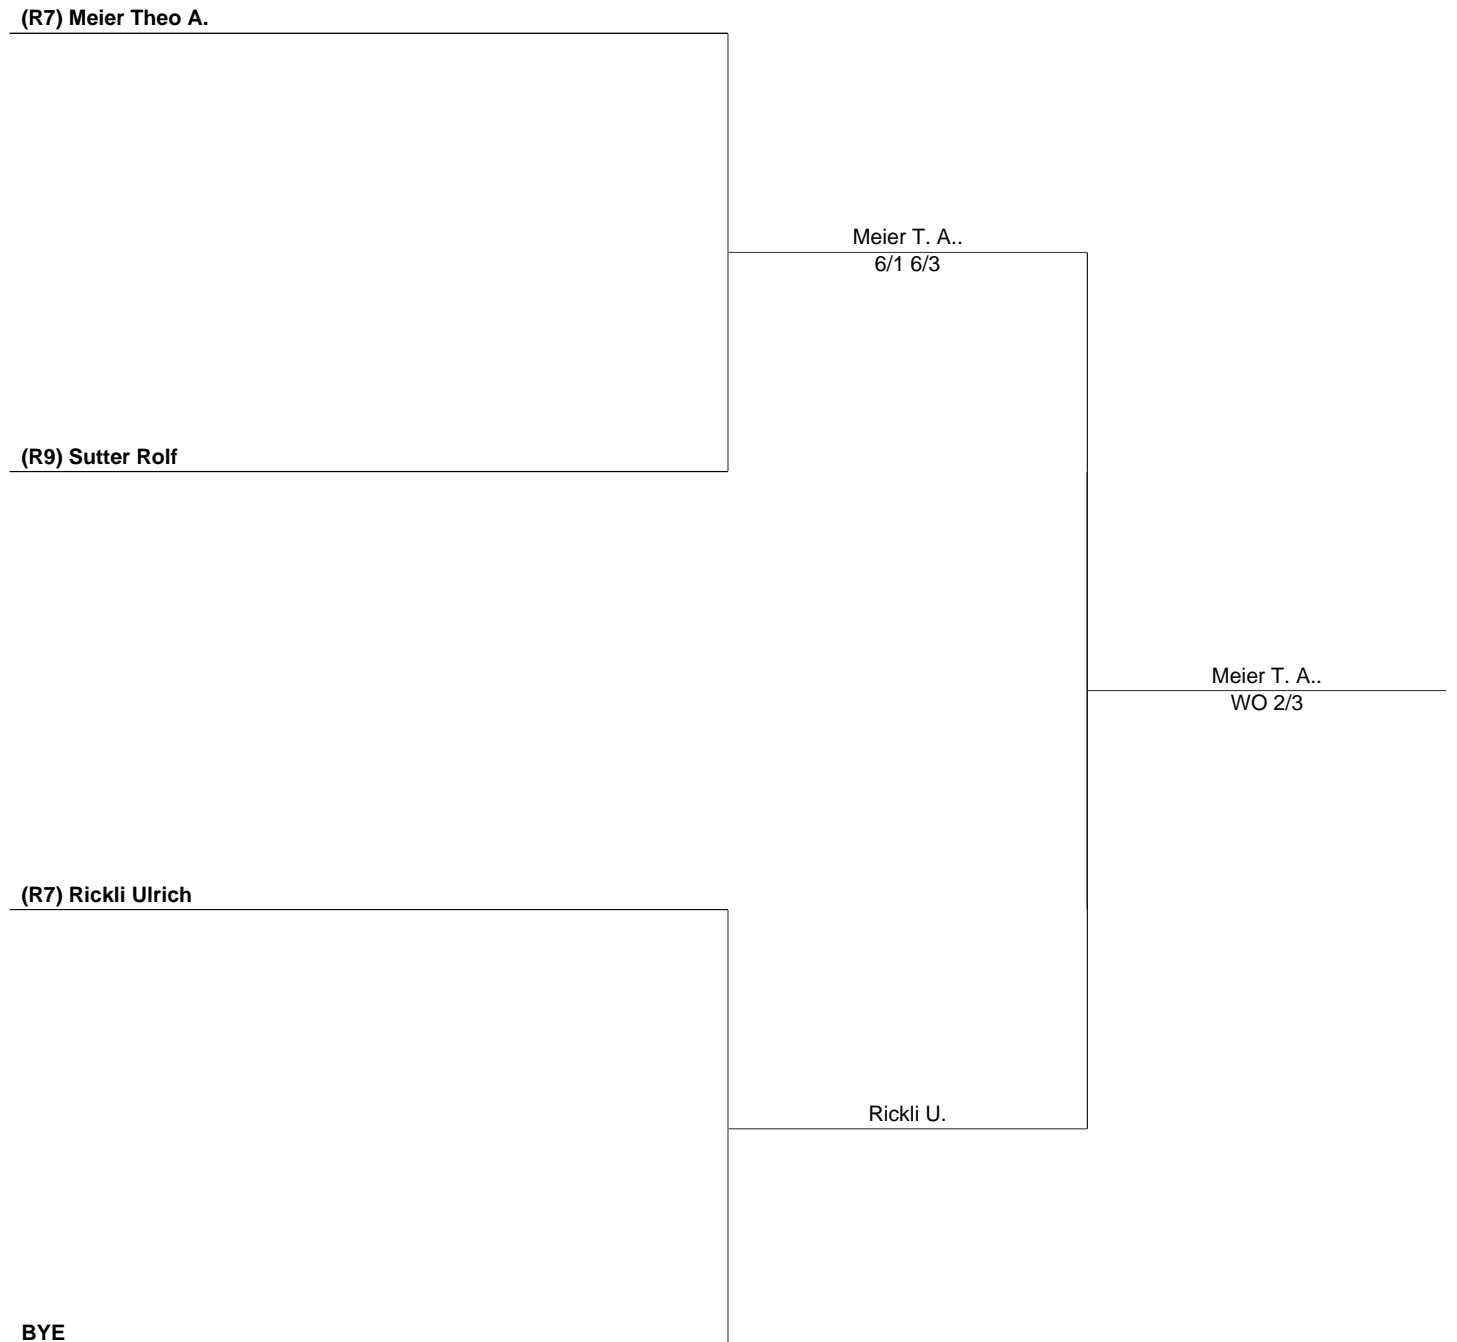 (R7) Meier Theo A.
Meier T. A..
6/1 6/3
(R9) Sutter Rolf
Meier T. A..
WO 2/3
(R7) Rickli Ulrich
Rickli U.
BYE